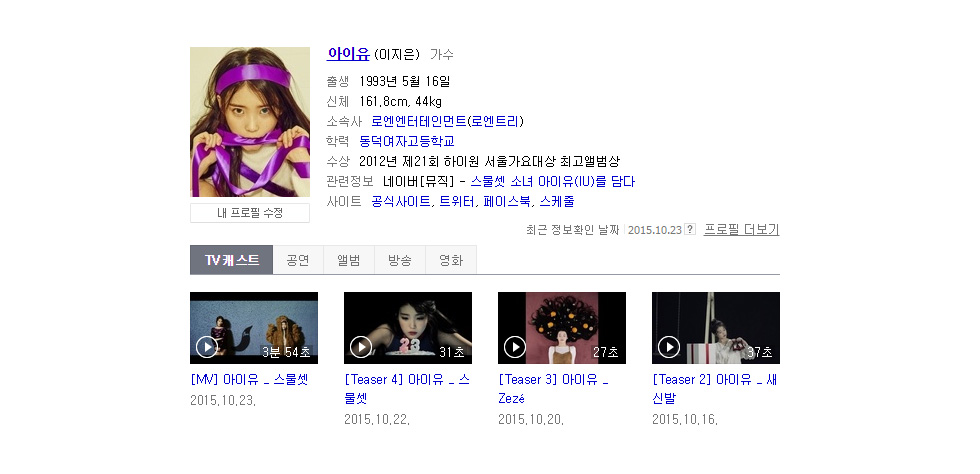 아이유 (이지은) 가수
출생 1993년 5월 16일
신체 161.8cm, 44kg
소속사 로엔엔터테인먼트(로엔트리)
학력 동덕여자고등학교
수상 2012년 제21회 하이원 서울가요대상 최고앨범상
관련정보 네이버[뮤직] - 스물셋 소녀 아이유(IU)를 담다
사이트 공식사이트, 트위터, 페이스북, 스케줄
내 프로필 수정
최근 정보확인 날짜 2015.10.23 ? 프로필 더보기
TV캐스트 공연 앨범 방송 영화
3분 54초 23 31초 27초 37초
[MV] 아이유 _ 스물셋
2015.10.23.
[Teaser 4] 아이유 _ 스
물셋
2015.10.22.
[Teaser 3] 아이유 _
Zezé
2015.10.20.
[Teaser 2] 아이유 _ 새
신발
2015.10.16.